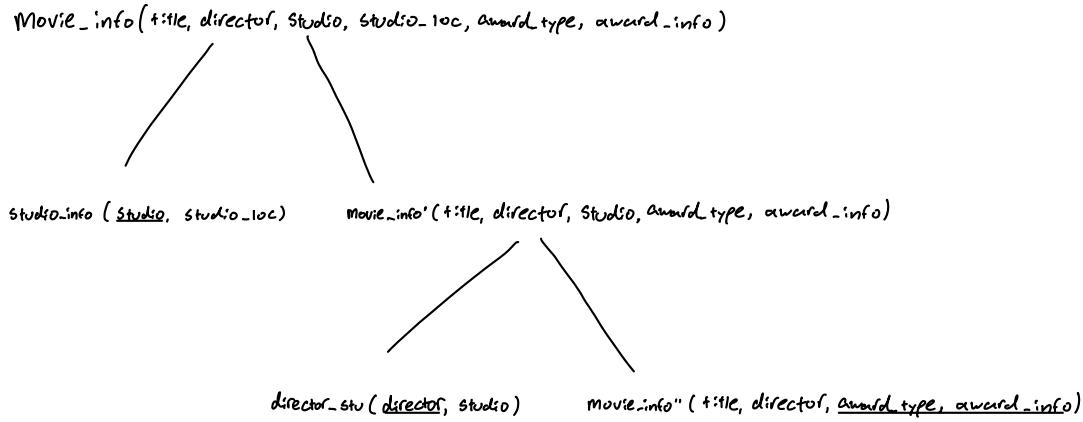 Movie_info(title, director, studio, studio_loc, award_type, award_info)
studio_info (studio, studio_loc) movie_info'(title, director, studio, award_type, award_info)
director_stu (director, studio) movie_info" (title, director, award_type, award_info)